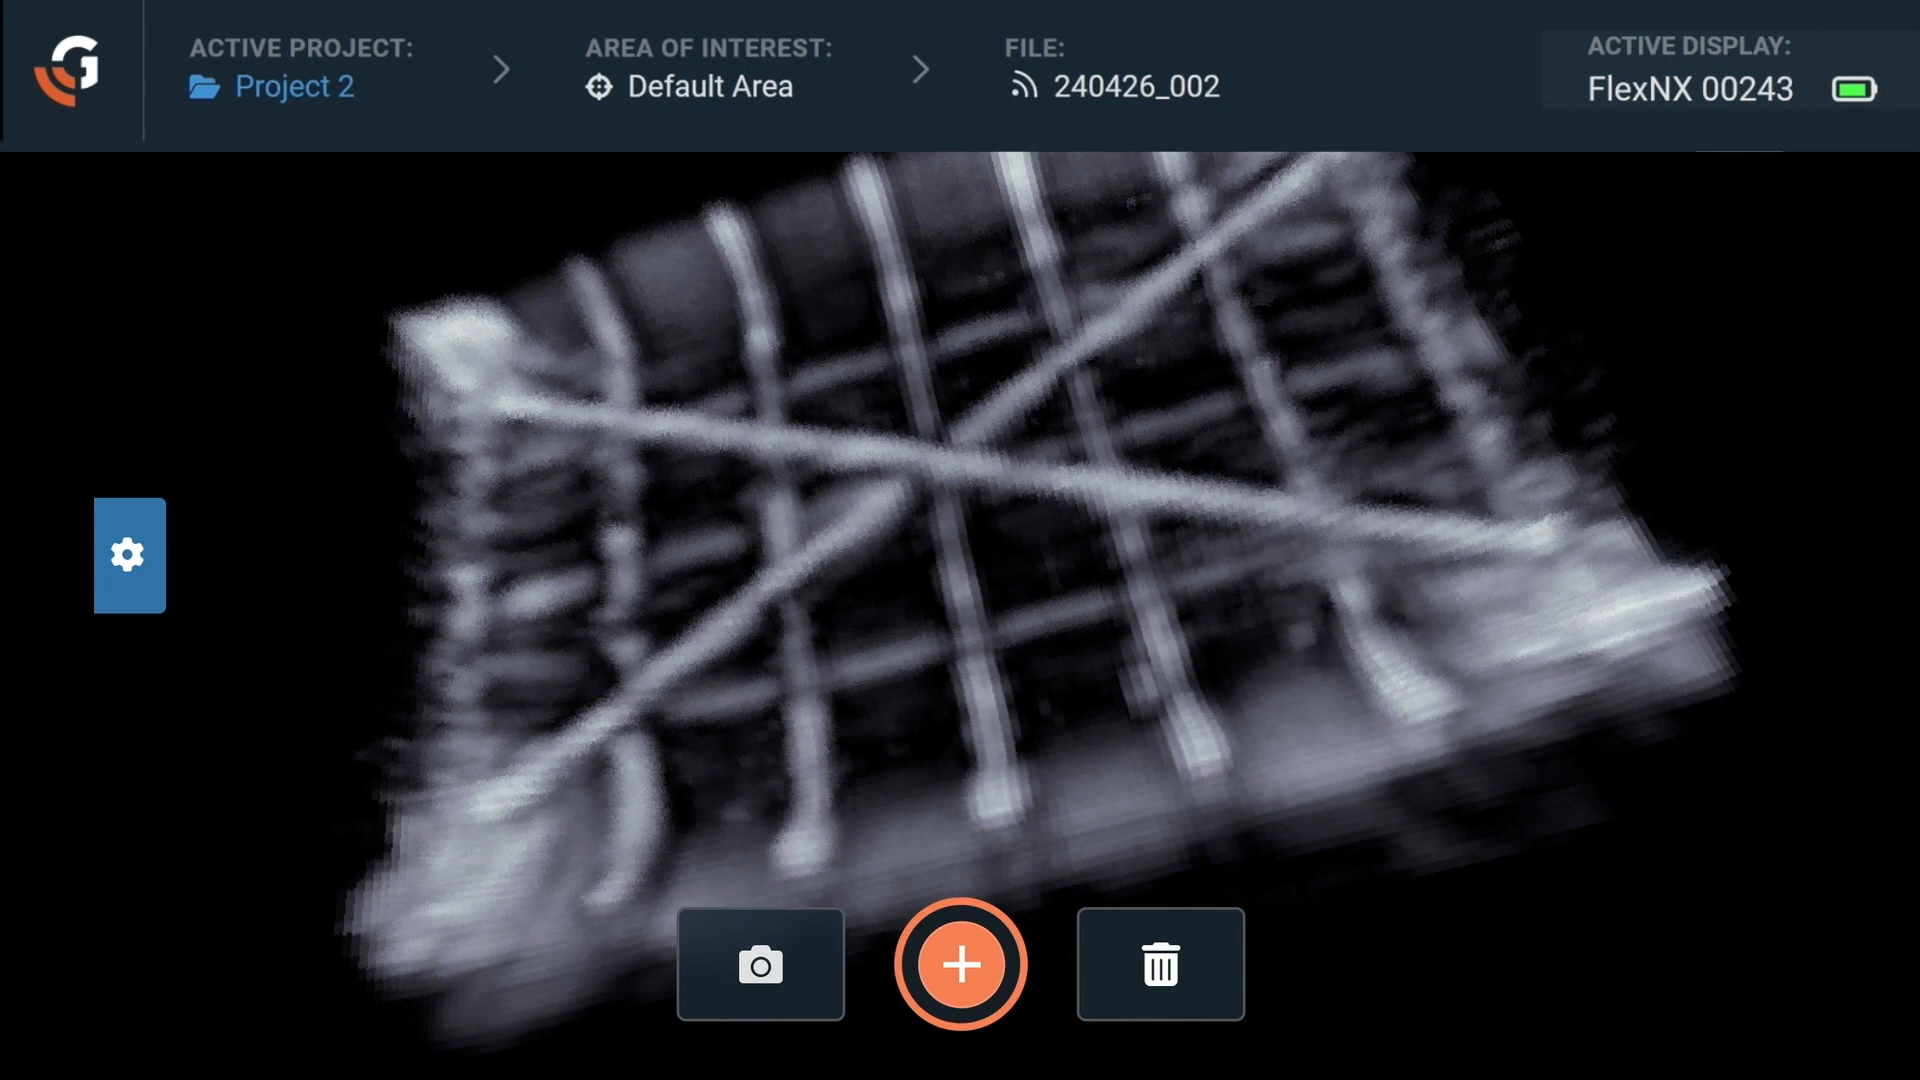 ACTIVE PROJECT:
Project 2
AREA OF INTEREST:
Default Area
FILE:
240426_002
ACTIVE DISPLAY:
FlexNX 00243